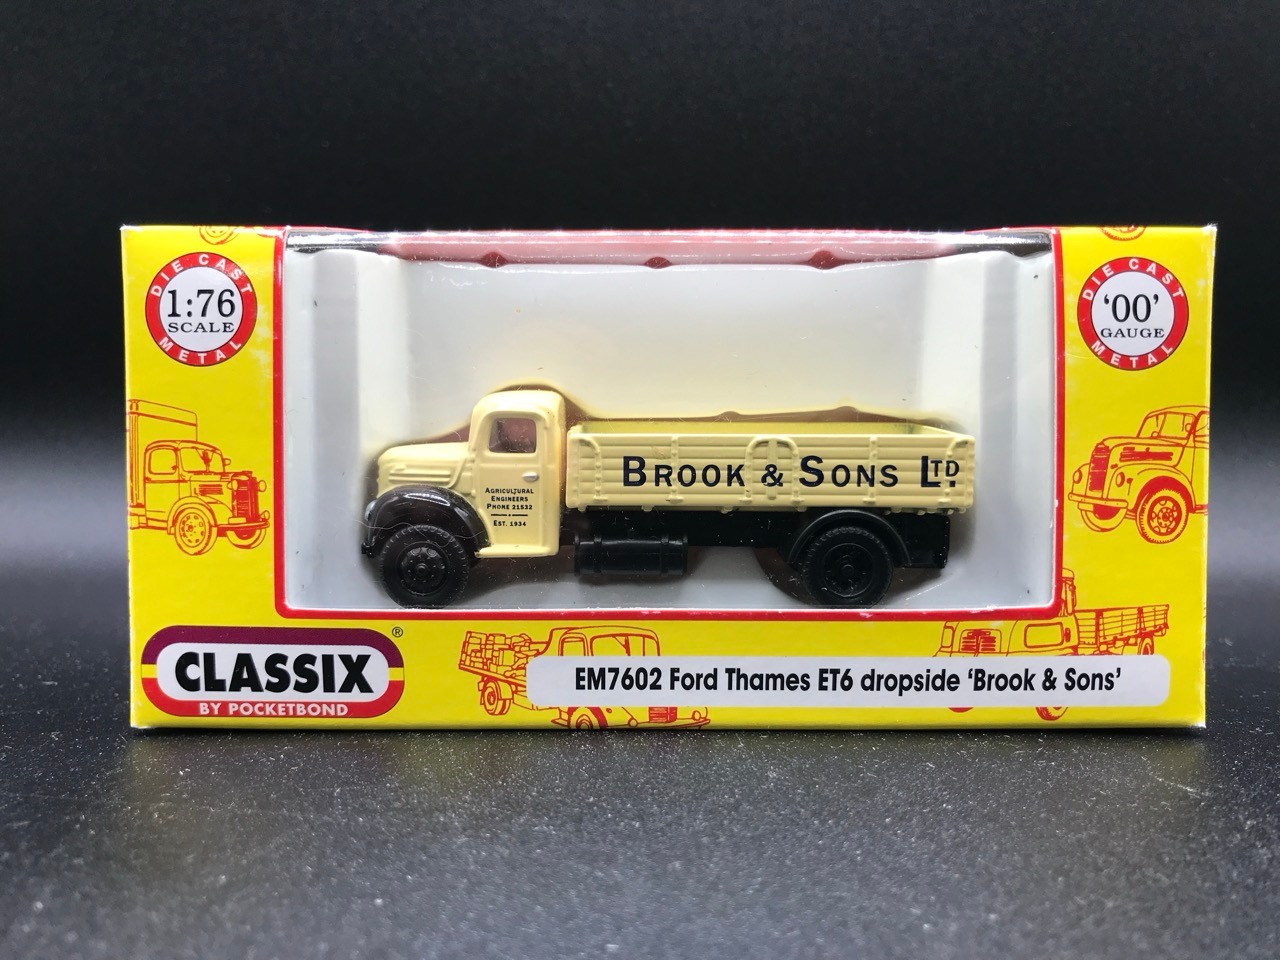 DIE CAST
1:76
SCALE
METAL
DIE CAST
'00'
GAUGE
METAL
BROOK & SONS LTD
AGRICULTURAL
ENGINEERS
PHONE 21532
EST. 1934
CLASSIX®
BY POCKETBOND
EM7602 Ford Thames ET6 dropside ‘Brook & Sons’